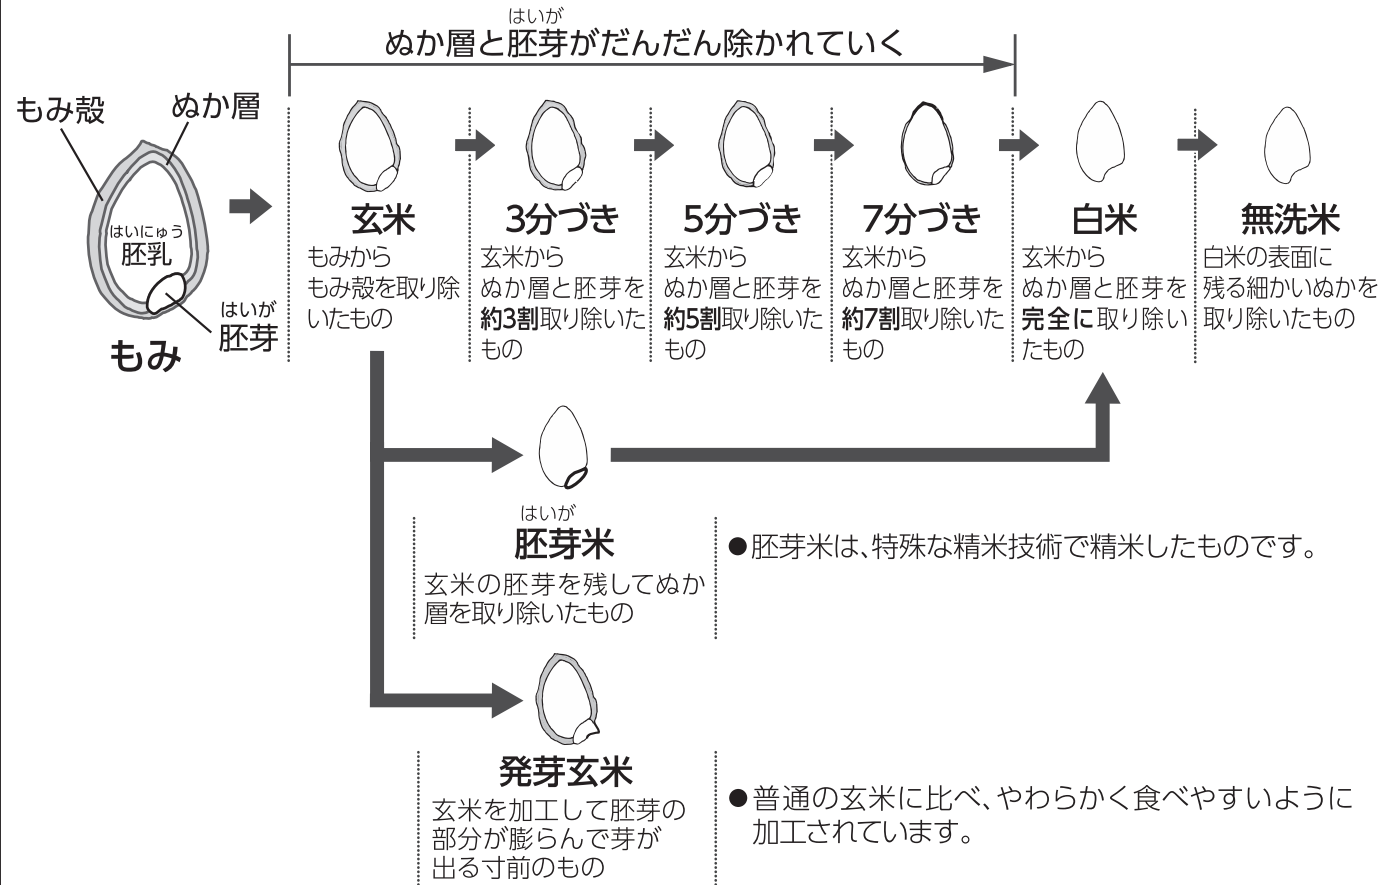 はいが
ぬか層と胚芽がだんだん除かれていく
もみ殻
ぬか層
はいにゅう
胚乳
はいが
胚芽
もみ
玄米
もみから
もみ殻を取り除
いたもの
3分づき
玄米から
ぬか層と胚芽を
約3割取り除いた
もの
5分づき
玄米から
ぬか層と胚芽を
約5割取り除いた
もの
7分づき
玄米から
ぬか層と胚芽を
約7割取り除いた
もの
白米
玄米から
ぬか層と胚芽を
完全に取り除い
たもの
無洗米
白米の表面に
残る細かいぬかを
取り除いたもの
はいが
胚芽米
玄米の胚芽を残してぬか
層を取り除いたもの
●胚芽米は、特殊な精米技術で精米したものです。
発芽玄米
玄米を加工して胚芽の
部分が膨らんで芽が
出る寸前のもの
●普通の玄米に比べ、やわらかく食べやすいように
加工されています。